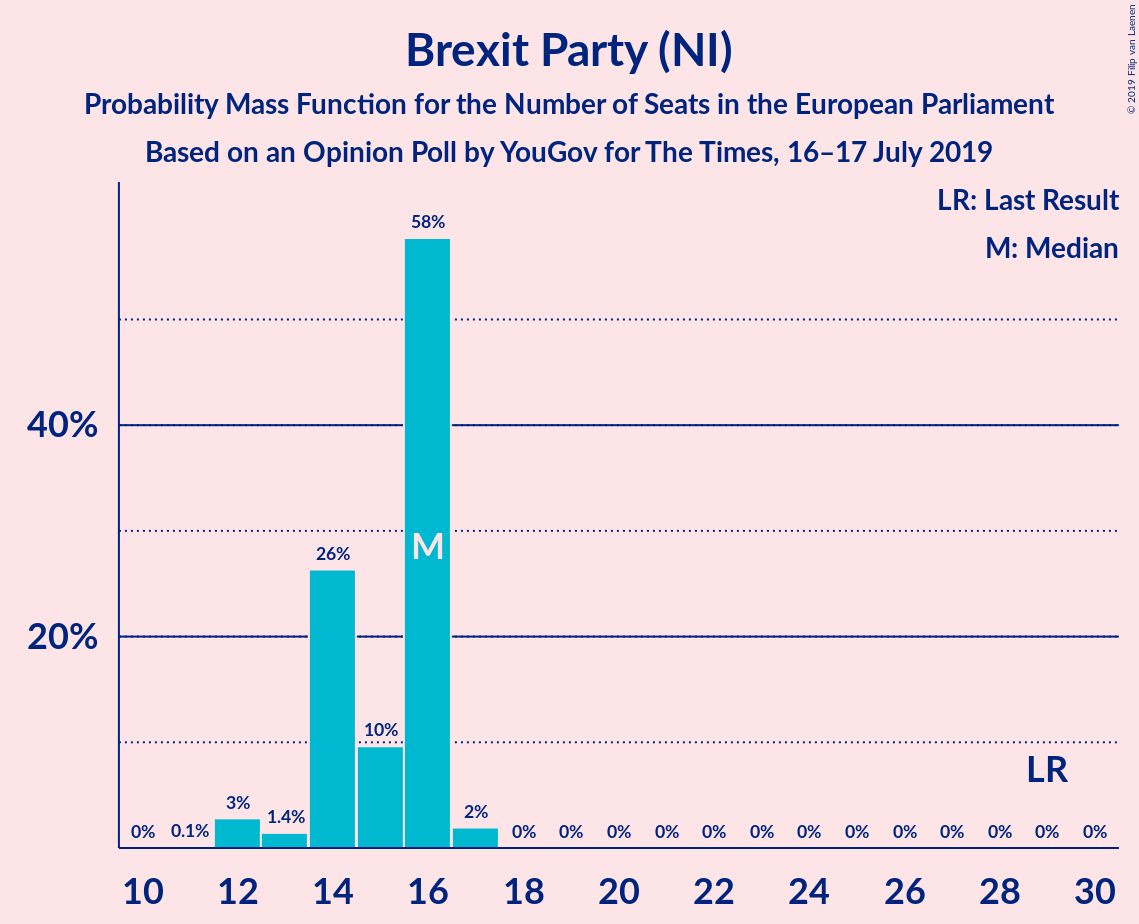 Brexit Party (NI)
Probability Mass Function for the Number of Seats in the European Parliament
Based on an Opinion Poll by YouGov for The Times, 16–17 July 2019
© 2019 Filip van Laenen
LR: Last Result
M: Median
58%
40%
M
26%
20%
10%
LR
3%
1.4%
2%
0% 0.1% 0% 0% 0% 0% 0% 0% 0% 0% 0% 0% 0% 0% 0%
10 12 14 16 18 20 22 24 26 28 30